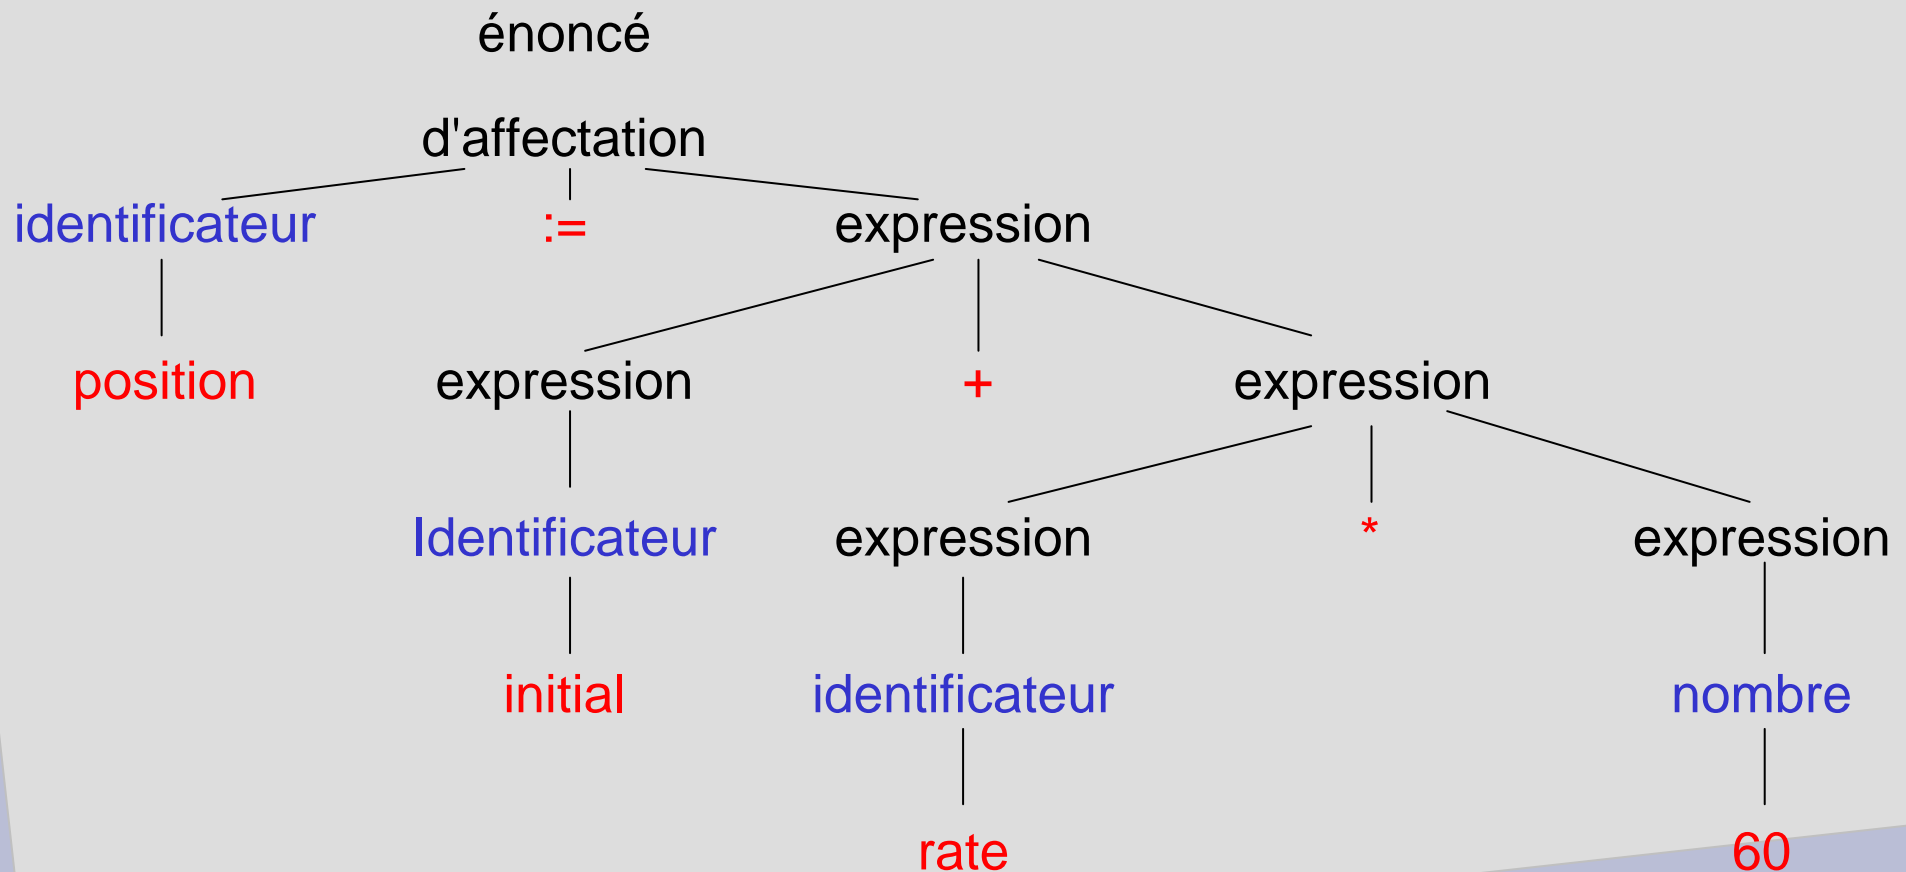 énoncé
d'affectation
identificateur := expression
position expression + expression
Identificateur expression * expression
initial identificateur nombre
rate 60